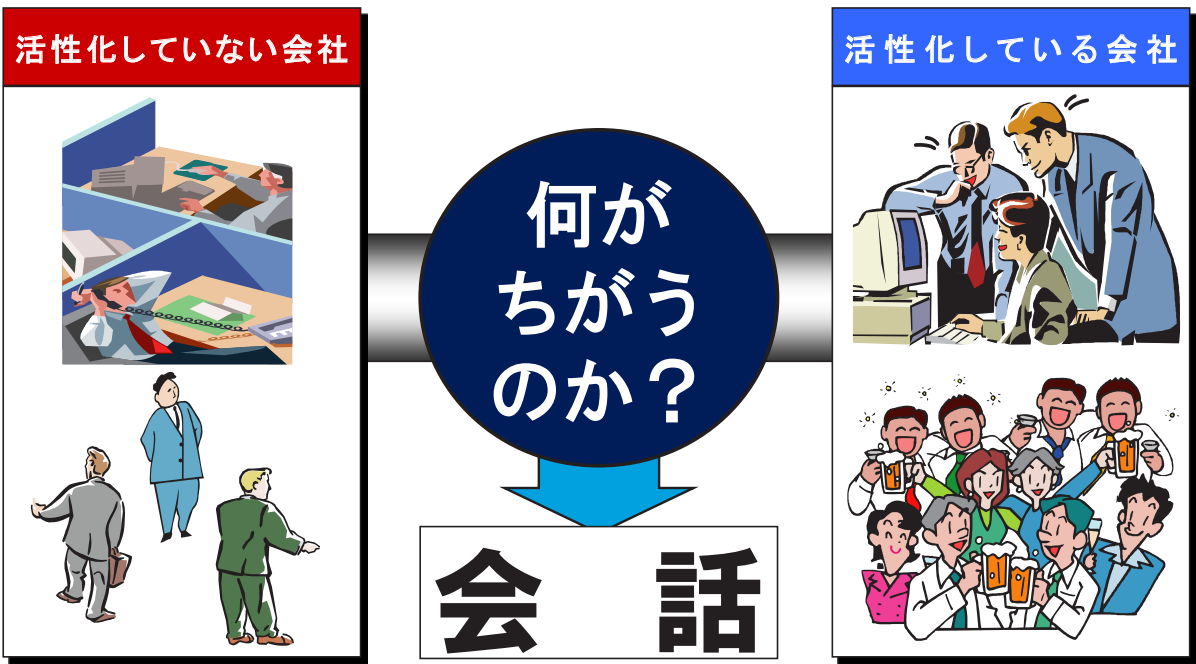 活性化していない会社
活性化している会社
何が
ちがう
のか？
会　話